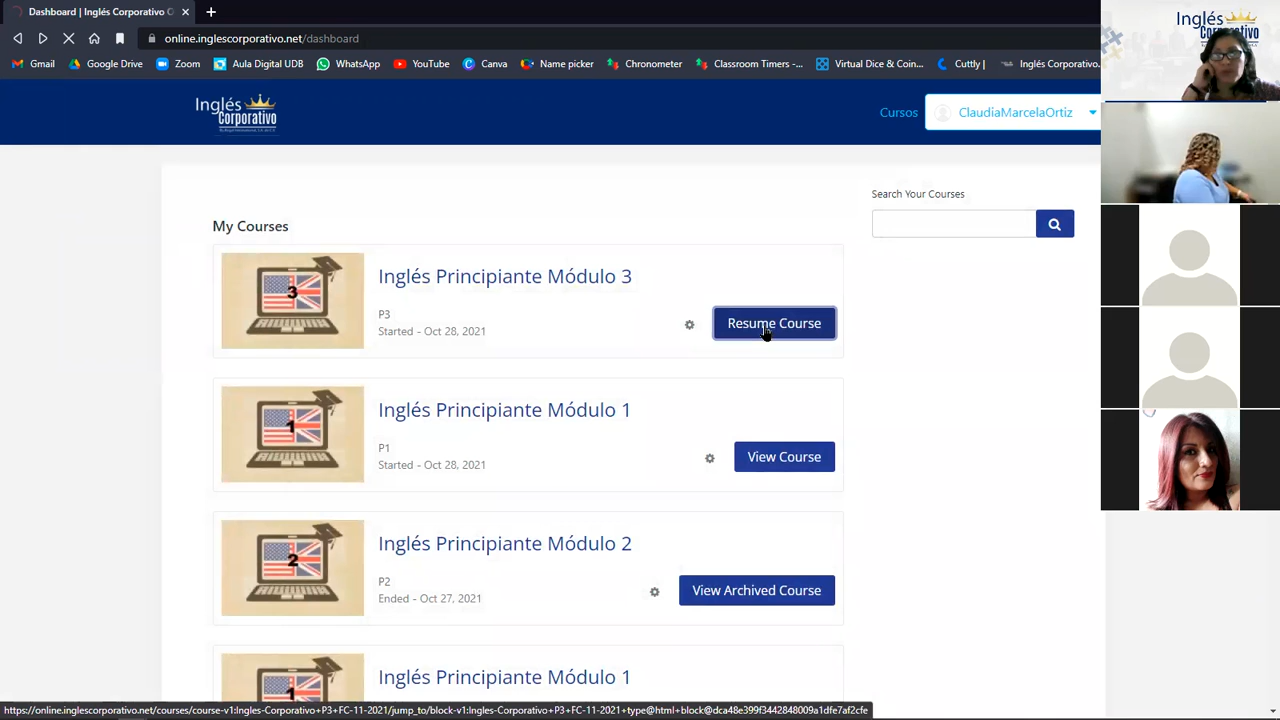 Dashboard | Inglés Corporativo
online.inglescorporativo.net/dashboard
Gmail
Google Drive
Zoom
Aula Digital UDB
WhatsApp
YouTube
Canva
Name picker
Chronometer
Classroom Times -...
Virtual Dice & Coin...
Cuttly |
Inglés Corporativo.
Inglés
Corporativo
Inglés
Corporativo
Cursos
ClaudiaMarcelaOrtiz
Search Your Courses
My Courses
3
Inglés Principiante Módulo 3
P3
Started - Oct 28, 2021
Resume Course
1
Inglés Principiante Módulo 1
P1
Started - Oct 28, 2021
View Course
2
Inglés Principiante Módulo 2
P2
Ended - Oct 27, 2021
View Archived Course
1
Inglés Principiante Módulo 1
https://online.inglescorporativo.net/courses/course-v1:Ingles-Corporativo+P3+FC-11-2021/jump_to/block-v1:Ingles-Corporativo+P3+FC-11-2021+type@html+block@dca48e399f3442848009a1dfe7af2cfe